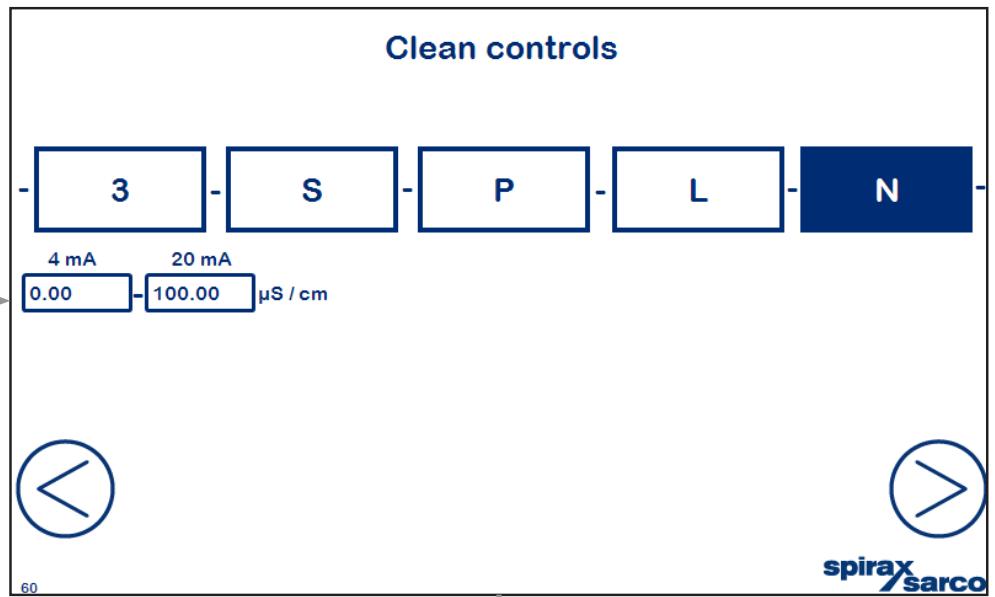 Clean controls
- 3 - S - P - L - N -
4 mA 20 mA
0.00 - 100.00 µS / cm
< >
60
spirax
sarco